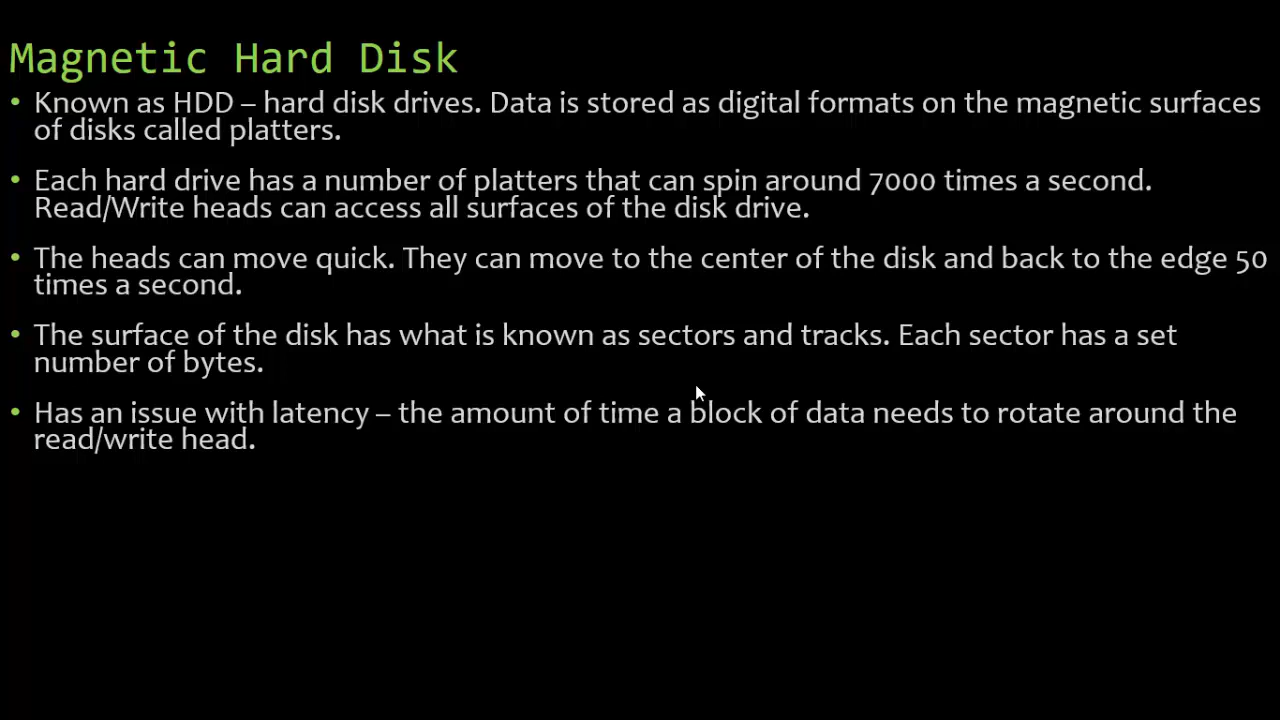 Magnetic Hard Disk
• Known as HDD – hard disk drives. Data is stored as digital formats on the magnetic surfaces
of disks called platters.
• Each hard drive has a number of platters that can spin around 7000 times a second.
Read/Write heads can access all surfaces of the disk drive.
• The heads can move quick. They can move to the center of the disk and back to the edge 50
times a second.
• The surface of the disk has what is known as sectors and tracks. Each sector has a set
number of bytes.
• Has an issue with latency – the amount of time a block of data needs to rotate around the
read/write head.